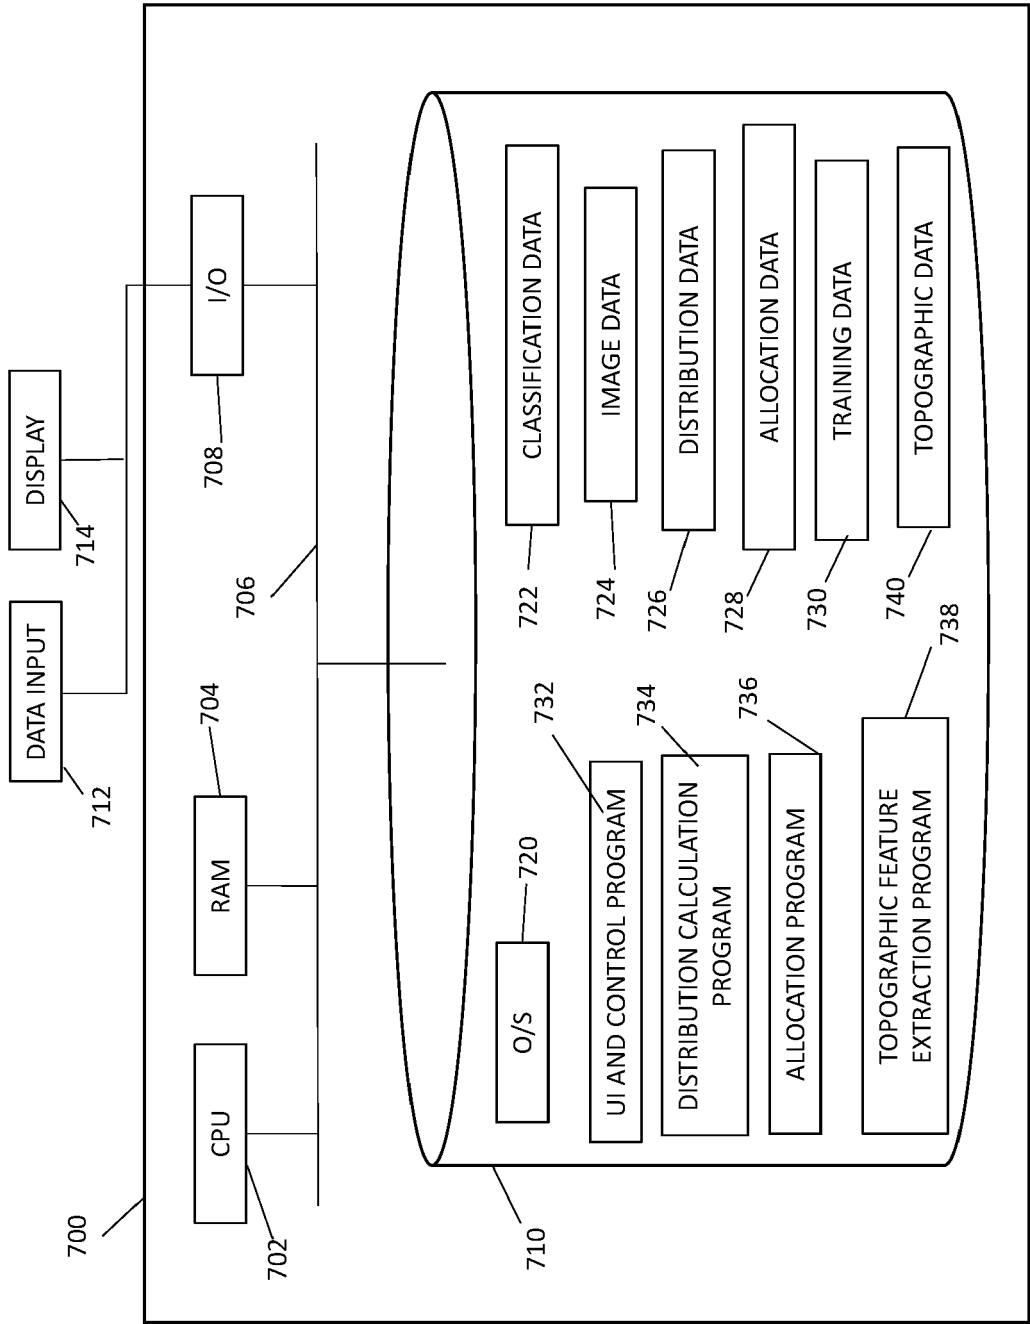 DATA INPUT
712
DISPLAY
714
700
CPU
702
RAM
704
706
I/O
708
710
O/S
720
UI AND CONTROL PROGRAM
732
DISTRIBUTION CALCULATION
PROGRAM
734
ALLOCATION PROGRAM
736
TOPOGRAPHIC FEATURE
EXTRACTION PROGRAM
738
722
CLASSIFICATION DATA
724
IMAGE DATA
726
DISTRIBUTION DATA
728
ALLOCATION DATA
730
TRAINING DATA
740
TOPOGRAPHIC DATA